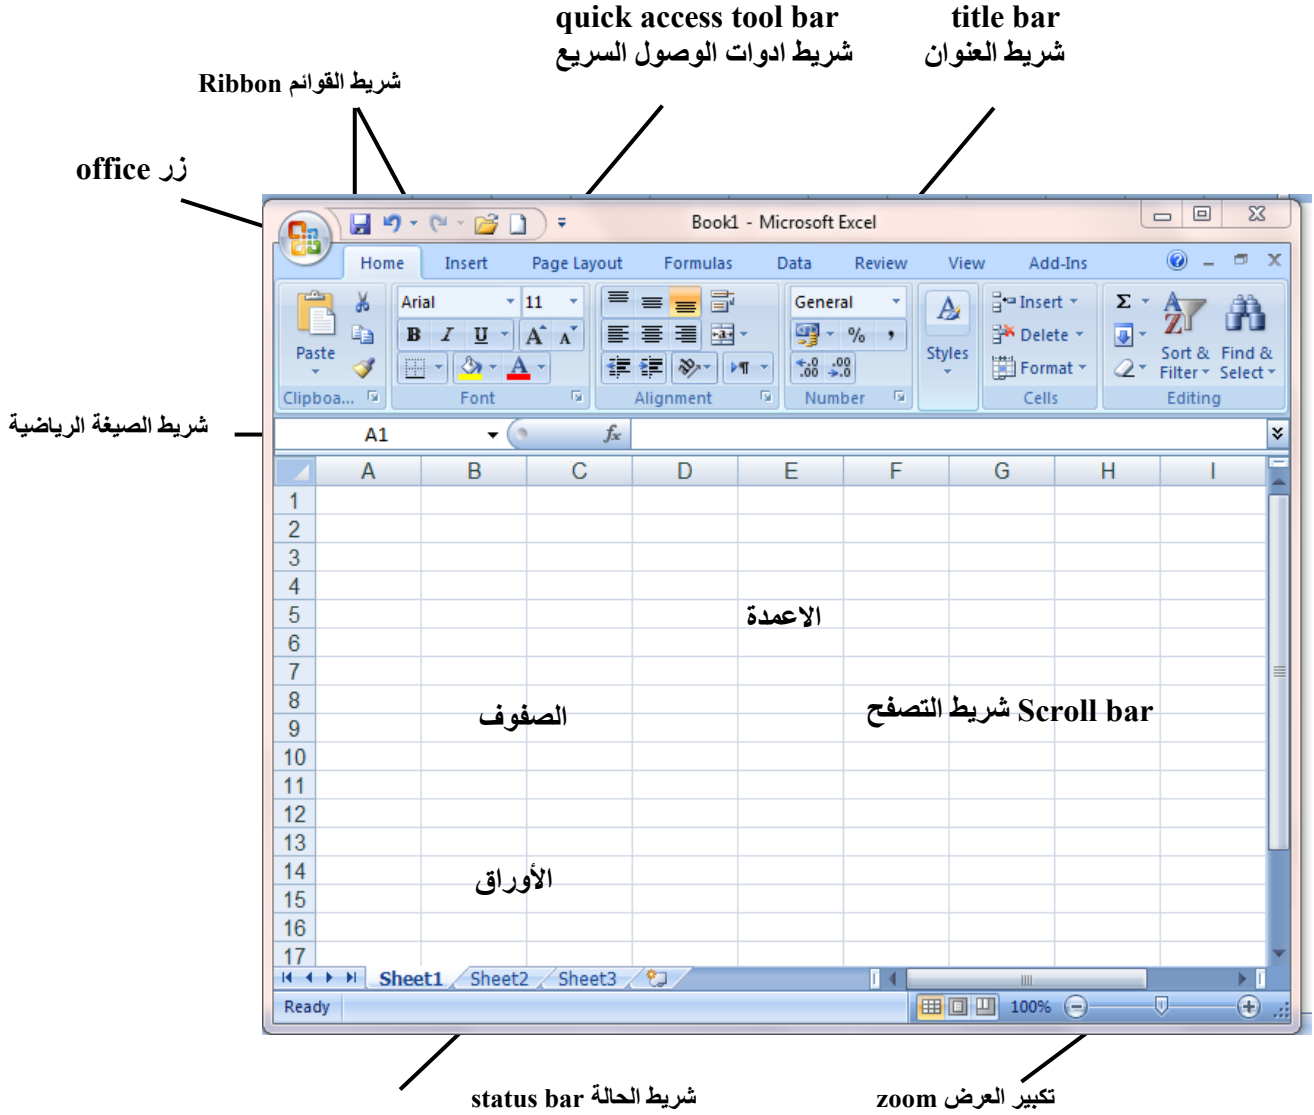 quick access tool bar
title bar
شريط ادوات الوصول السريع
شريط العنوان
شريط القوائم Ribbon
زر office
Book1 - Microsoft Excel
Home Insert Page Layout Formulas Data Review View Add-Ins
Arial 11 General Insert Σ
B I U A A % , Delete
Paste A .0 .00 .00 .0 Styles Format Sort & Filter Find & Select
Clipboa... Font Alignment Number Cells Editing
شريط الصيغة الرياضية
A1 fx
A B C D E F G H I
1
2
3
4
5
الاعمدة
6
7
8
الصفوف
شريط التصفح Scroll bar
9
10
11
12
13
14
الأوراق
15
16
17
Sheet1 Sheet2 Sheet3
Ready 100%
شريط الحالة status bar
تكبير العرض zoom